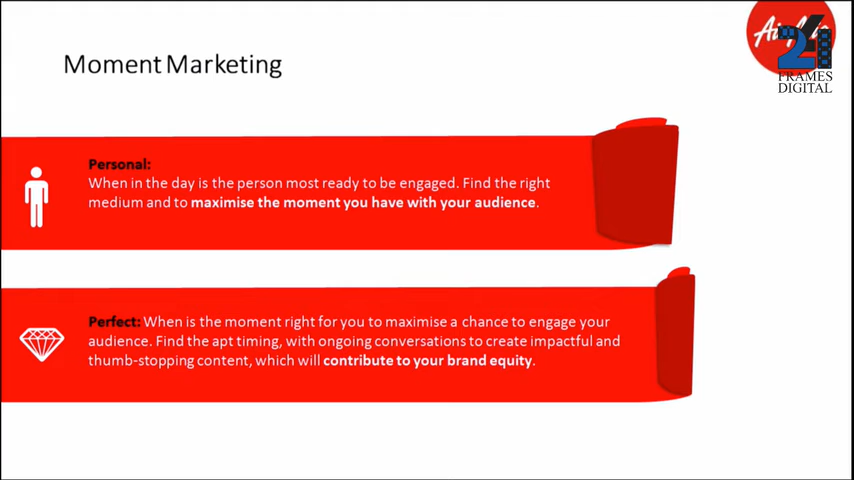 Moment Marketing
24
FRAMES
DIGITAL
Personal:
When in the day is the person most ready to be engaged. Find the right
medium and to maximise the moment you have with your audience.
Perfect: When is the moment right for you to maximise a chance to engage your
audience. Find the apt timing, with ongoing conversations to create impactful and
thumb-stopping content, which will contribute to your brand equity.